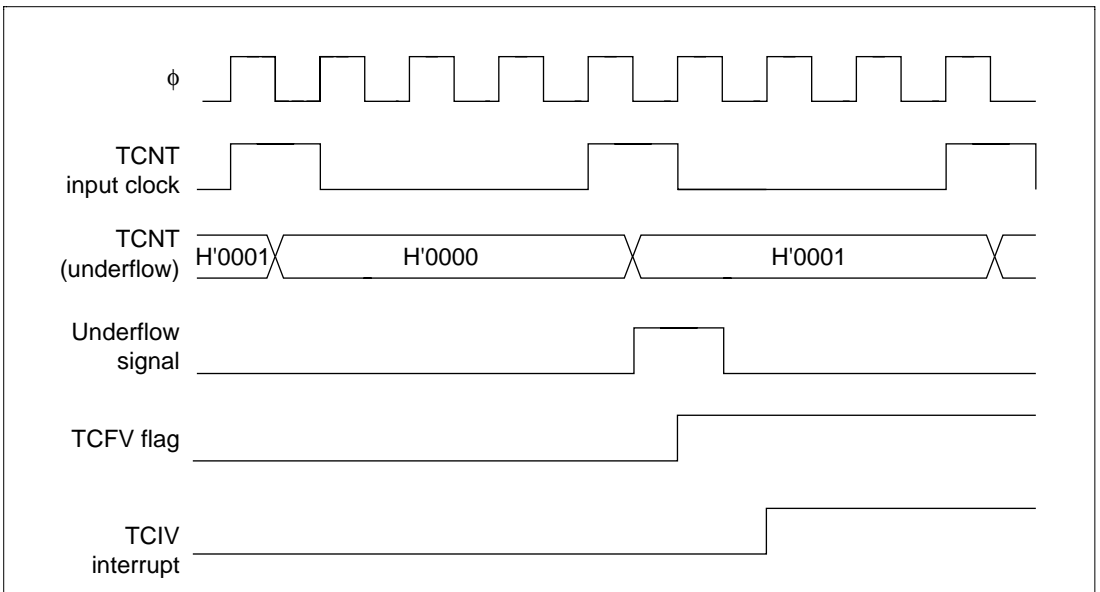 ϕ
TCNT
input clock
TCNT
(underflow)
H'0001
H'0000
H'0001
Underflow
signal
TCFV flag
TCIV
interrupt